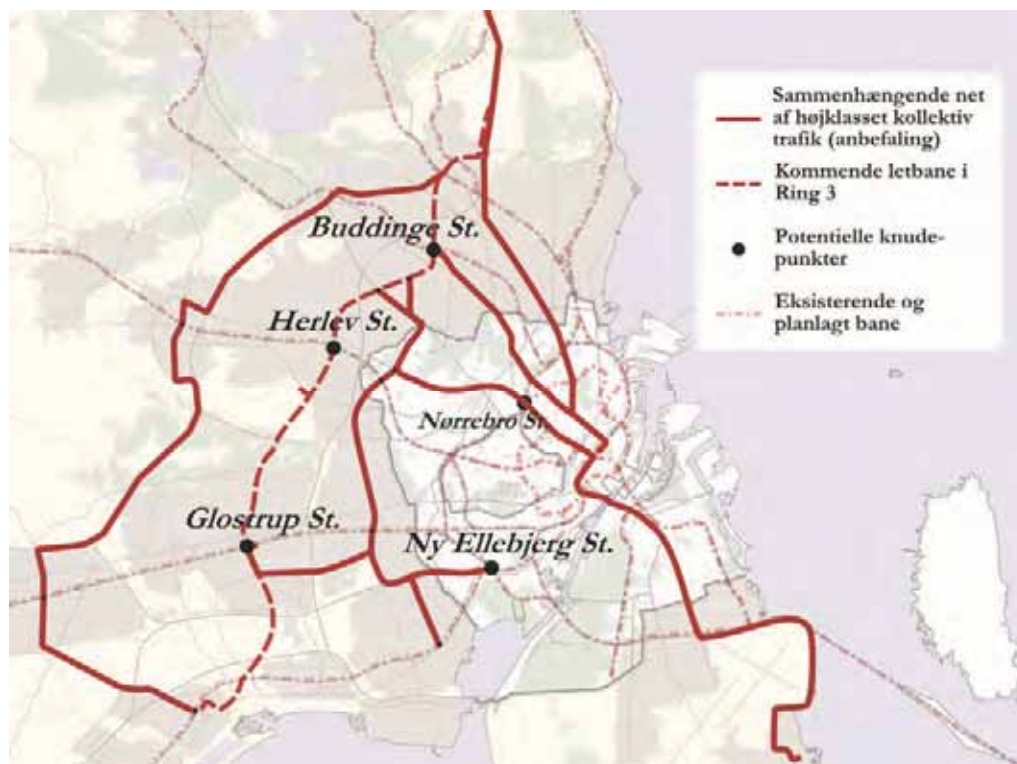 Sammenhængende net
af højklasset kollektiv
trafik (anbefaling)
Kommende letbane i
Ring 3
Potentielle knude-
punkter
Eksisterende og
planlagt bane
Buddinge St.
Herlev St.
Nørrebro St.
Glostrup St.
Ny Ellebjerg St.